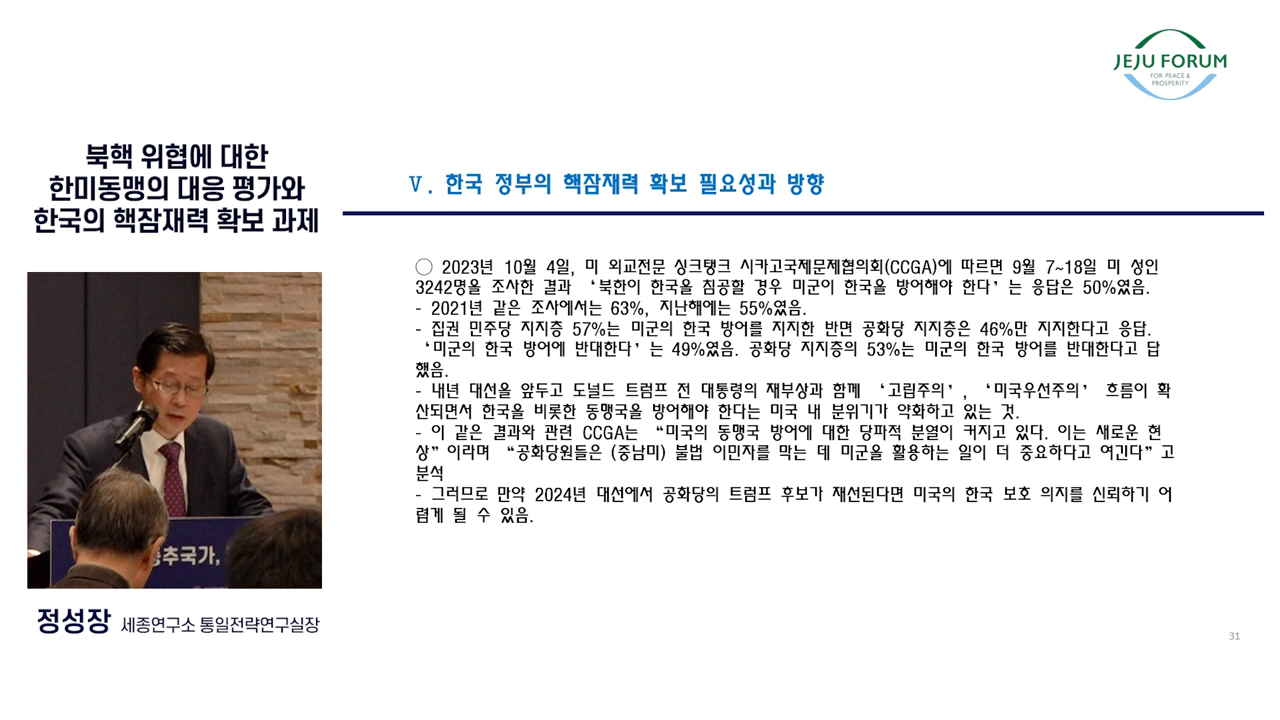 JEJU FORUM
FOR PEACE &
PROSPERITY
북핵 위협에 대한
한미동맹의 대응 평가와
한국의 핵잠재력 확보 과제
Ⅴ. 한국 정부의 핵잠재력 확보 필요성과 방향
○ 2023년 10월 4일, 미 외교전문 싱크탱크 시카고국제문제협의회(CCGA)에 따르면 9월 7~18일 미 성인
3242명을 조사한 결과 ‘북한이 한국을 침공할 경우 미군이 한국을 방어해야 한다’는 응답은 50%였음.
- 2021년 같은 조사에서는 63%, 지난해에는 55%였음.
- 집권 민주당 지지층 57%는 미군의 한국 방어를 지지한 반면 공화당 지지층은 46%만 지지한다고 응답.
‘미군의 한국 방어에 반대한다’는 49%였음. 공화당 지지층의 53%는 미군의 한국 방어를 반대한다고 답
했음.
- 내년 대선을 앞두고 도널드 트럼프 전 대통령의 재부상과 함께 ‘고립주의’, ‘미국우선주의’ 흐름이 확
산되면서 한국을 비롯한 동맹국을 방어해야 한다는 미국 내 분위기가 약화하고 있는 것.
- 이 같은 결과와 관련 CCGA는 “미국의 동맹국 방어에 대한 당파적 분열이 커지고 있다. 이는 새로운 현
상”이라며 “공화당원들은 (중남미) 불법 이민자를 막는 데 미군을 활용하는 일이 더 중요하다고 여긴다”고
분석
- 그러므로 만약 2024년 대선에서 공화당의 트럼프 후보가 재선된다면 미국의 한국 보호 의지를 신뢰하기 어
렵게 될 수 있음.
중추국가,
정성장 세종연구소 통일전략연구실장
31